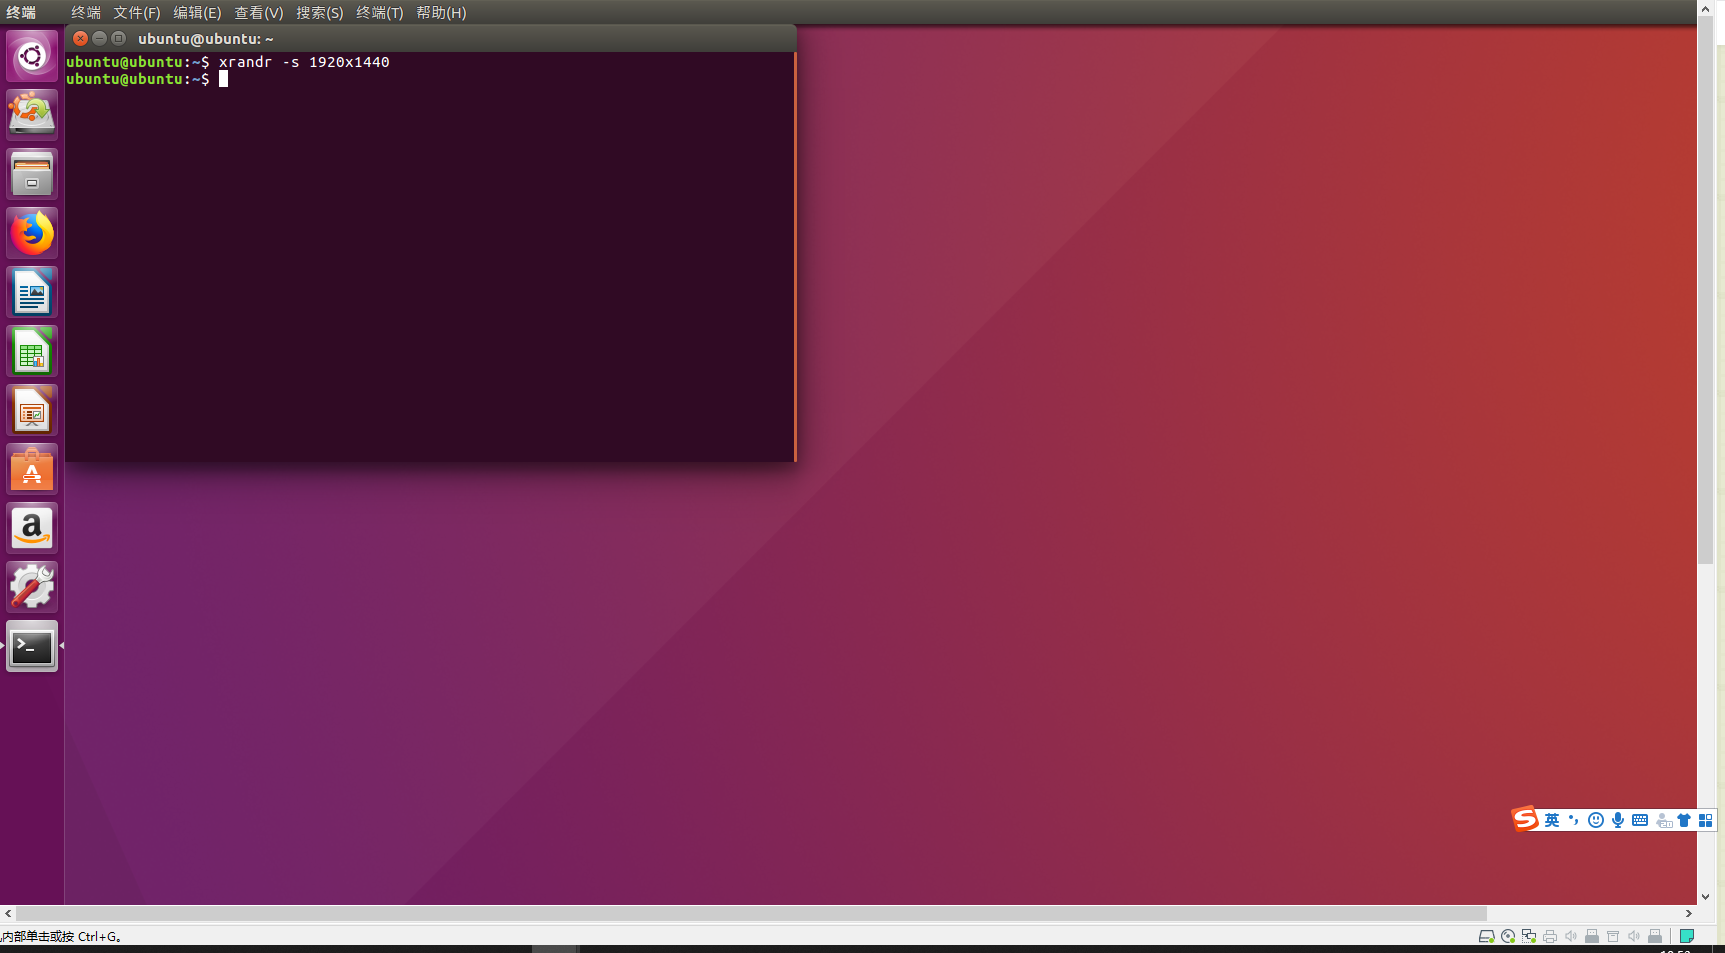 终端 终端 文件(F) 编辑(E) 查看(V) 搜索(S) 终端(T) 帮助(H)
ubuntu@ubuntu: ~
ubuntu@ubuntu:~$ xrandr -s 1920x1440
ubuntu@ubuntu:~$
英
内部单击或按 Ctrl+G。